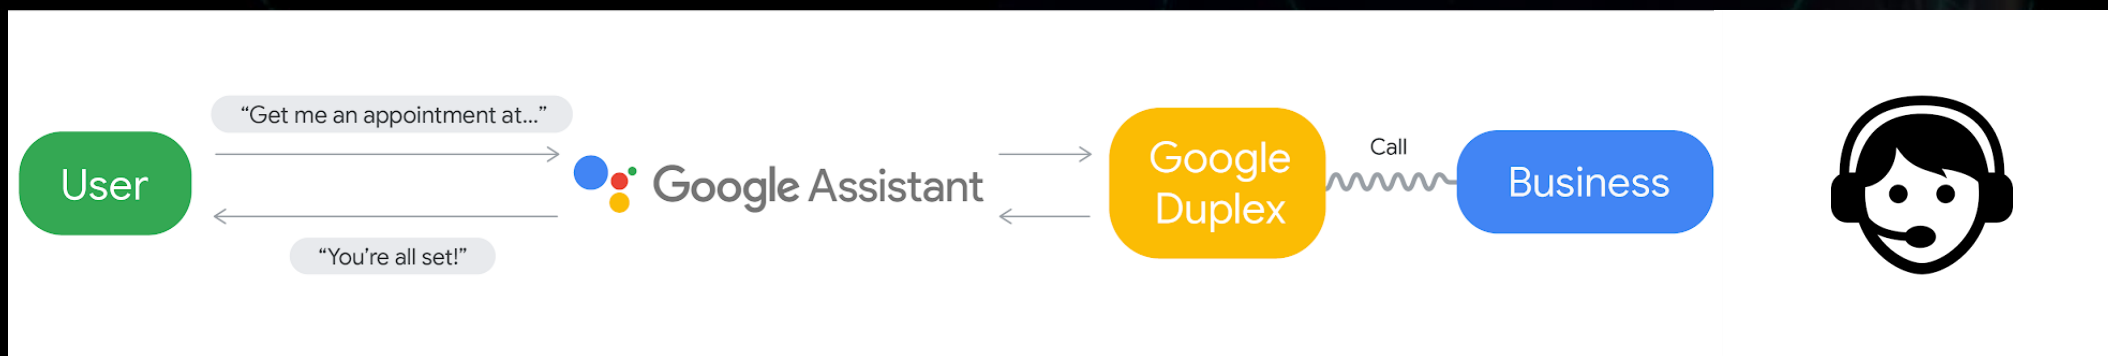 “Get me an appointment at...”
User
Google Assistant
Google
Duplex
Call
Business
“You’re all set!”